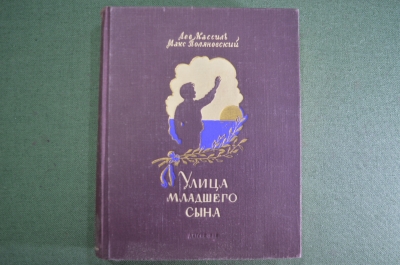 Лев Кассиль
Макс Поляновский
Улица
младшего
сына